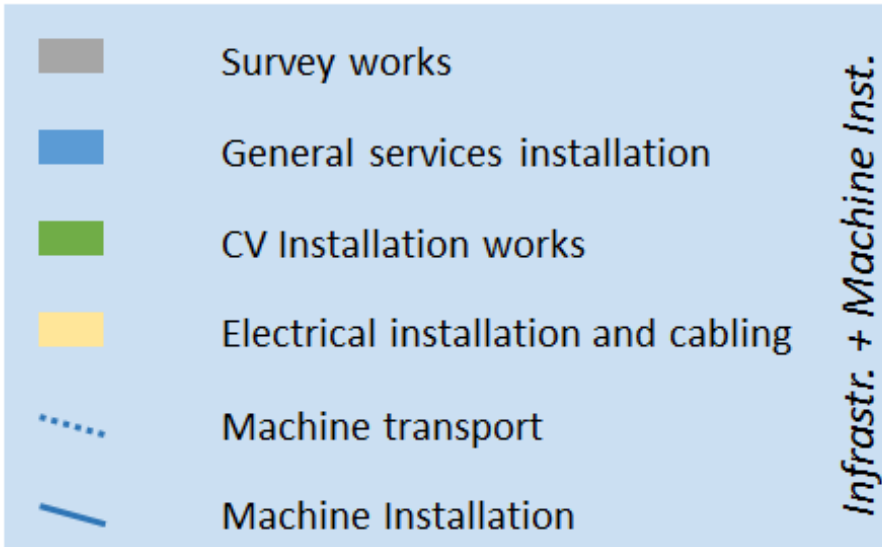 Survey works
General services installation
CV Installation works
Electrical installation and cabling
Machine transport
Machine Installation
Infrastr. + Machine Inst.